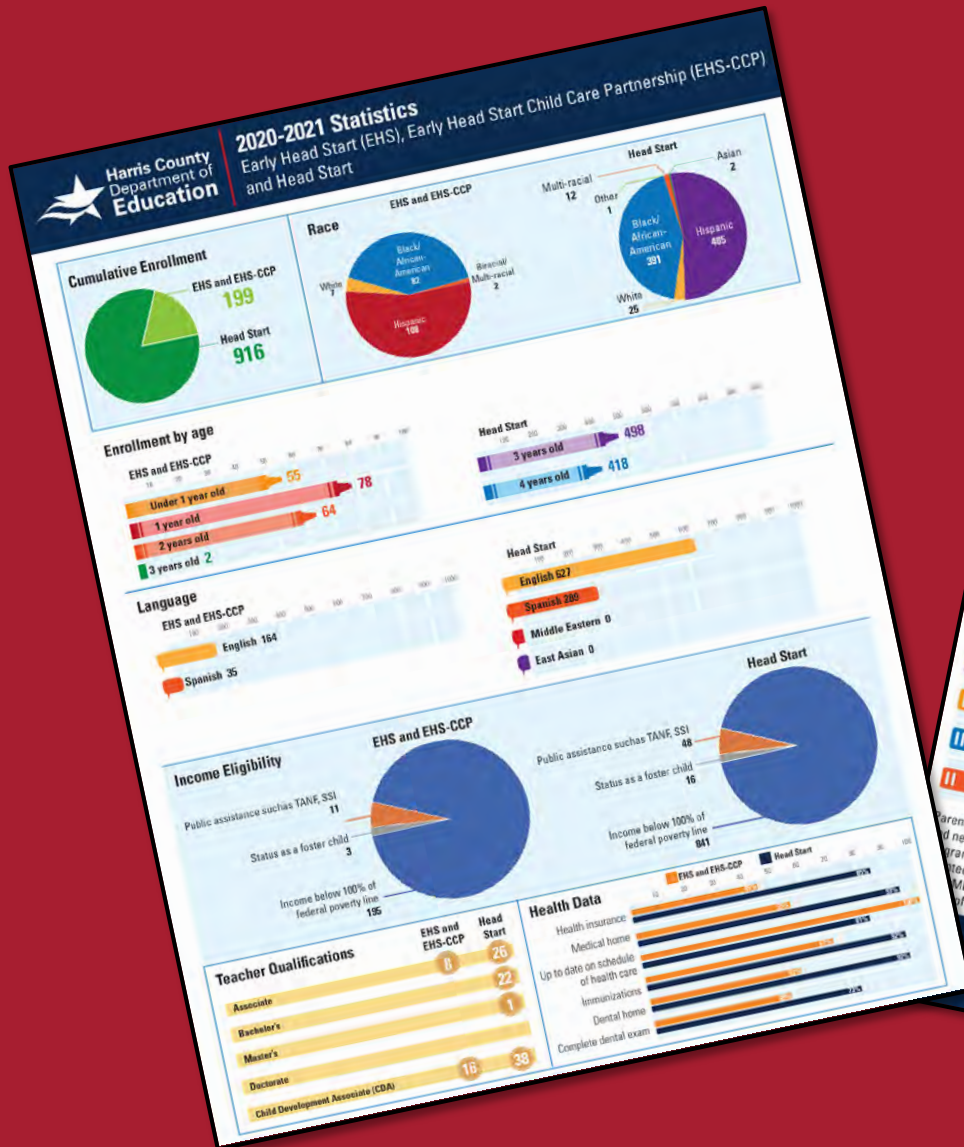 Harris County
Department of
Education
2020-2021 Statistics
Early Head Start (EHS), Early Head Start Child Care Partnership (EHS-CCP)
and Head Start
Cumulative Enrollment
EHS and EHS-CCP
199
Head Start
916
Race
EHS and EHS-CCP
Black/
African-
American
92
White
7
Biracial/
Multi-racial
2
Hispanic
Head Start
Multi-racial
12
Other
1
Asian
2
Black/
African-
American
391
Hispanic
485
White
25
Enrollment by age
EHS and EHS-CCP
Under 1 year old 55
1 year old 78
2 years old 64
3 years old 2
Head Start
3 years old 498
4 years old 418
Language
EHS and EHS-CCP
English 164
Spanish 35
Head Start
English 627
Spanish 289
Middle Eastern 0
East Asian 0
Income Eligibility
EHS and EHS-CCP
Public assistance suchas TANF, SSI
11
Status as a foster child
3
Income below 100% of
federal poverty line
195
Head Start
Public assistance suchas TANF, SSI
48
Status as a foster child
16
Income below 100% of
federal poverty line
841
Teacher Qualifications
EHS and
EHS-CCP
Head
Start
Associate 8 26
Bachelor's 22
Master's 1
Doctorate
Child Development Associate (CDA) 16 38
Health Data
EHS and EHS-CCP
Head Start
10 20 30 40 50 60 70 80 90 100
Health insurance
Medical home
Up to date on schedule
of health care
Immunizations
Dental home
Complete dental exam